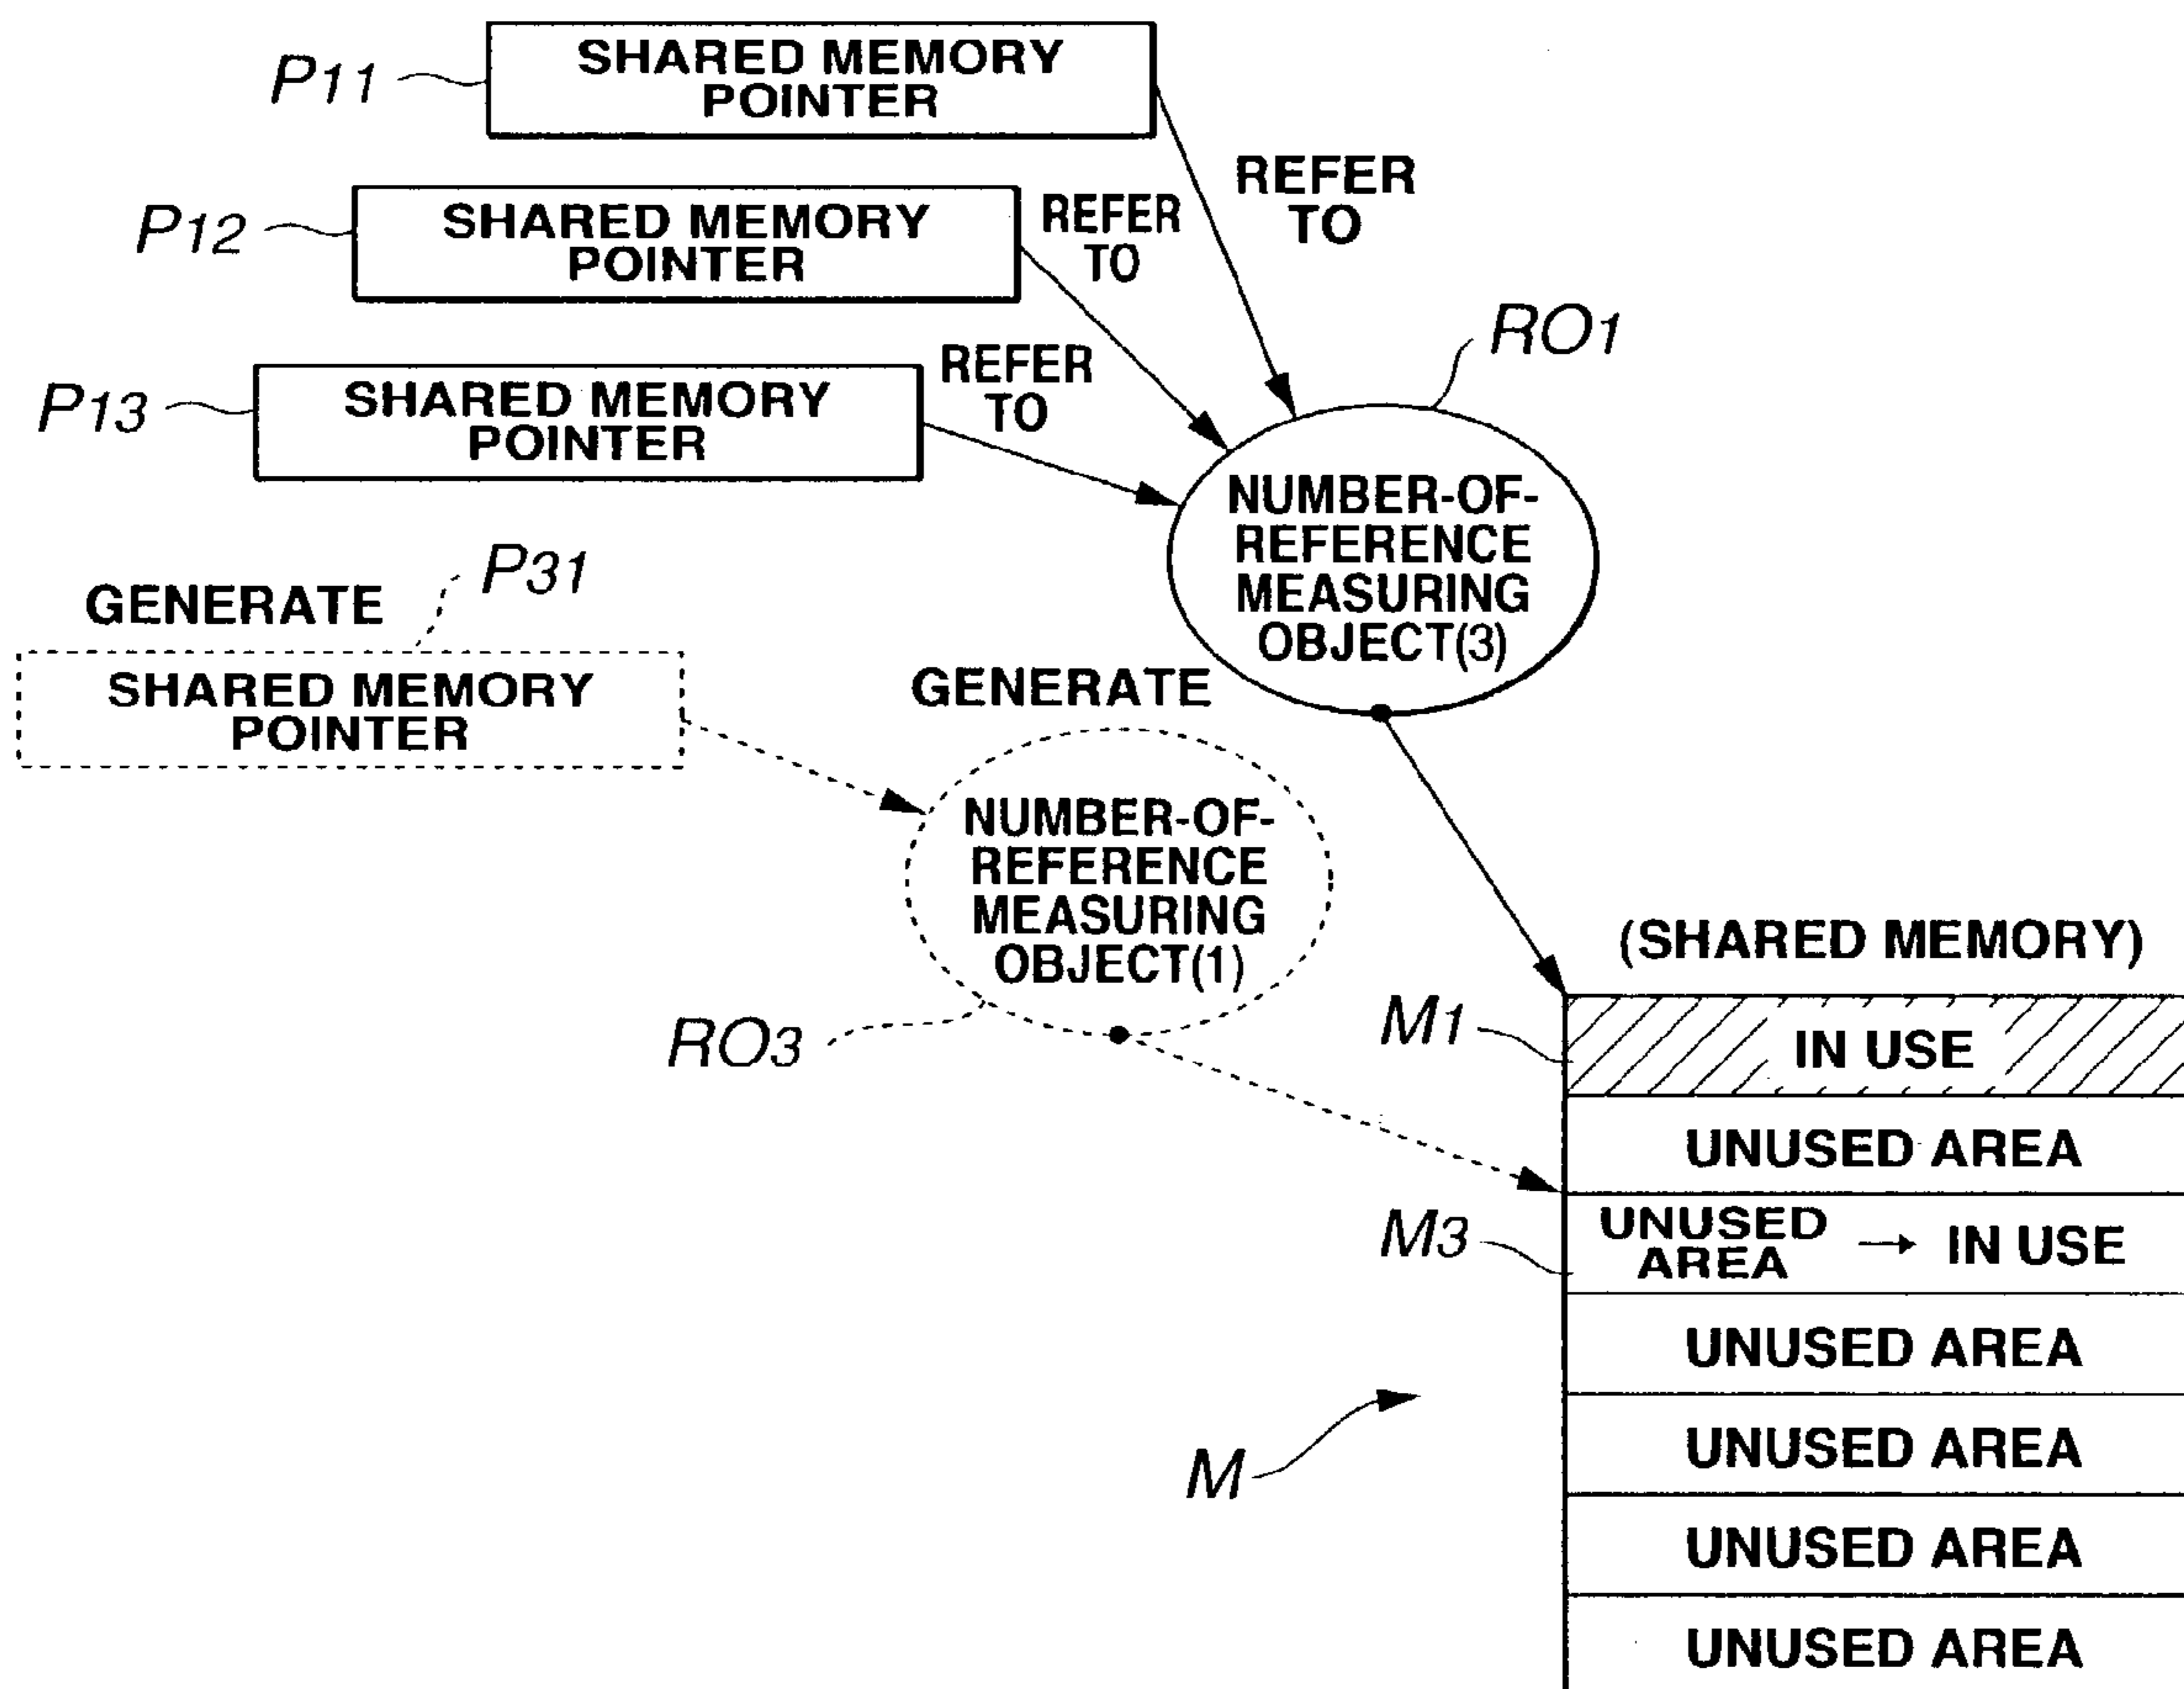 P11
SHARED MEMORY
POINTER
REFER
TO
P12
SHARED MEMORY
POINTER
REFER
TO
RO1
P13
SHARED MEMORY
POINTER
REFER
TO
NUMBER-OF-
REFERENCE
MEASURING
OBJECT(3)
P31
GENERATE
SHARED MEMORY
POINTER
GENERATE
NUMBER-OF-
REFERENCE
MEASURING
OBJECT(1)
RO3
(SHARED MEMORY)
M1
IN USE
UNUSED AREA
M3
UNUSED
AREA → IN USE
UNUSED AREA
UNUSED AREA
M
UNUSED AREA
UNUSED AREA